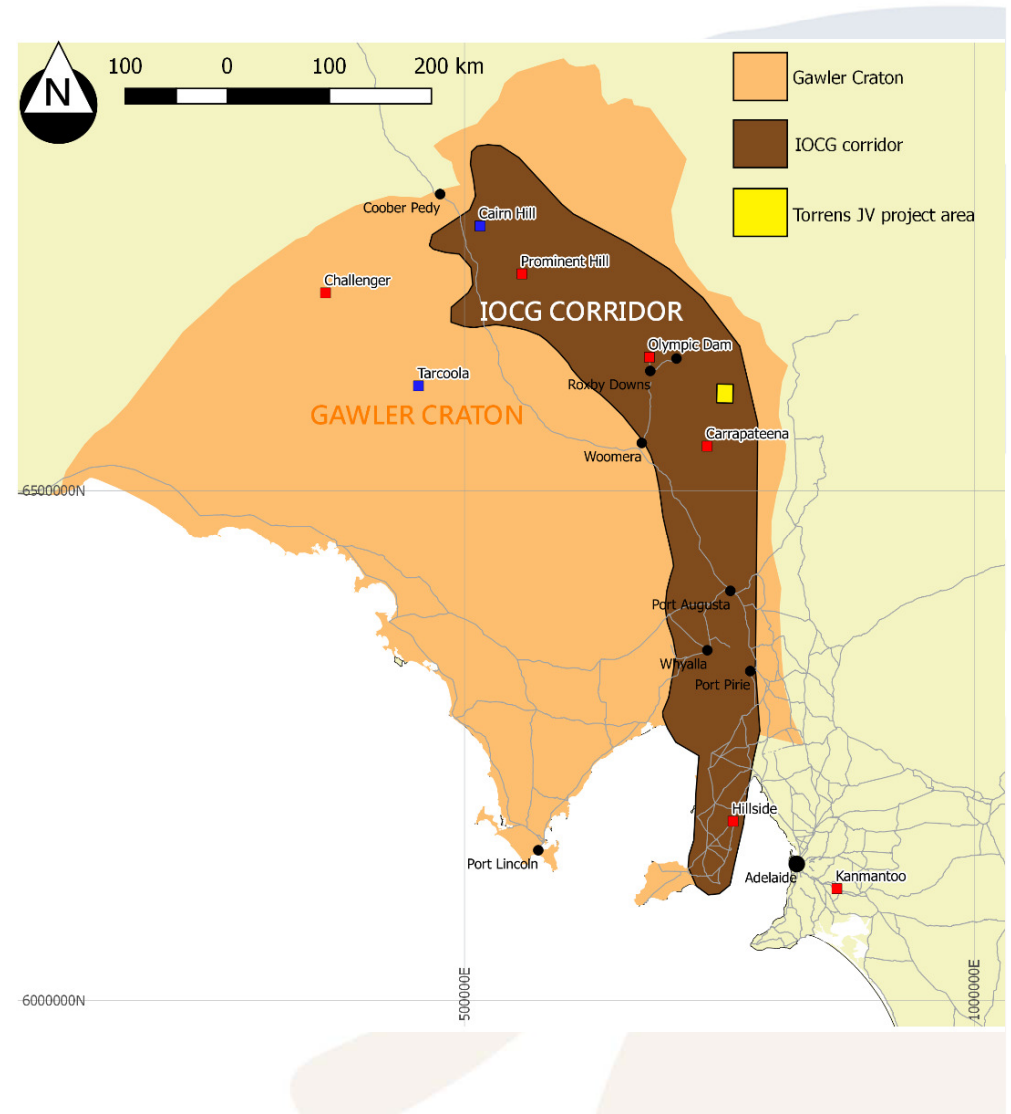 100 0 100 200 km
N
Gawler Craton
IOCG corridor
Torrens JV project area
Coober Pedy
Cairn Hill
Prominent Hill
Challenger
IOCG CORRIDOR
Olympic Dam
Tarcoola
Roxby Downs
GAWLER CRATON
Carrapateena
Woomera
6500000N
Port Augusta
Whyalla
Port Pirie
Hillside
Port Lincoln
Adelaide
Kanmantoo
500000E
1000000E
6000000N